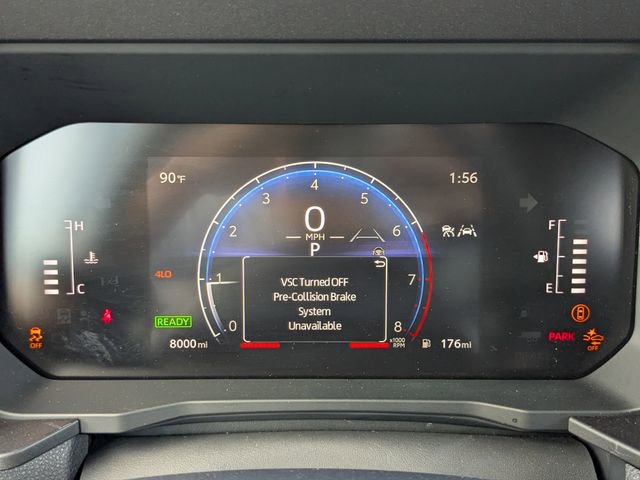 90°F
1:56
4
3
5
2
6
1
7
0
8
0
MPH
P
H
C
F
E
4LO
VSC Turned OFF
Pre-Collision Brake
System
Unavailable
READY
8000 mi
x1000
RPM
176 mi
OFF
PARK
OFF